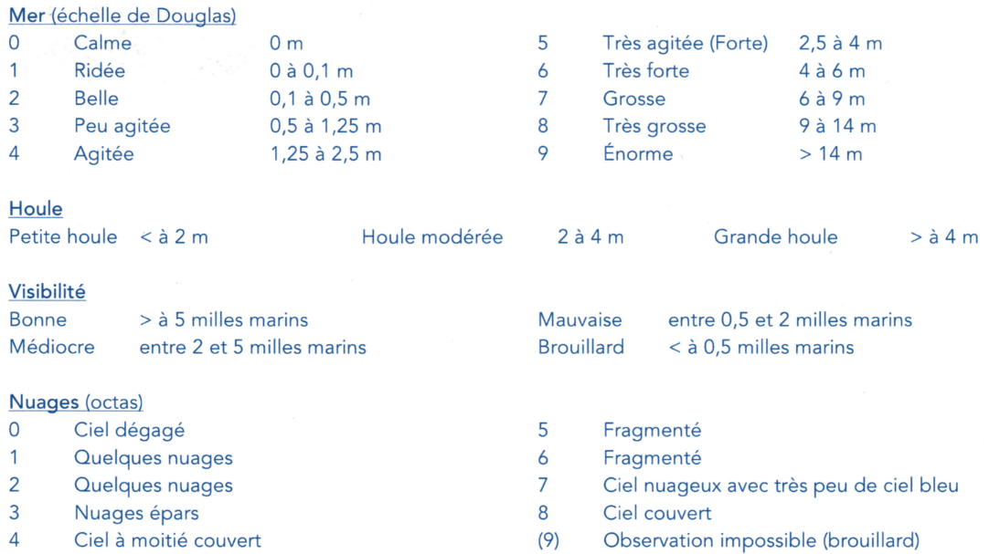 Mer (échelle de Douglas)
0 Calme 0 m
1 Ridée 0 à 0,1 m
2 Belle 0,1 à 0,5 m
3 Peu agitée 0,5 à 1,25 m
4 Agitée 1,25 à 2,5 m
5 Très agitée (Forte) 2,5 à 4 m
6 Très forte 4 à 6 m
7 Grosse 6 à 9 m
8 Très grosse 9 à 14 m
9 Énorme > 14 m
Houle
Petite houle < à 2 m Houle modérée 2 à 4 m Grande houle > à 4 m
Visibilité
Bonne > à 5 milles marins
Médiocre entre 2 et 5 milles marins
Mauvaise entre 0,5 et 2 milles marins
Brouillard < à 0,5 milles marins
Nuages (octas)
0 Ciel dégagé
1 Quelques nuages
2 Quelques nuages
3 Nuages épars
4 Ciel à moitié couvert
5 Fragmenté
6 Fragmenté
7 Ciel nuageux avec très peu de ciel bleu
8 Ciel couvert
(9) Observation impossible (brouillard)